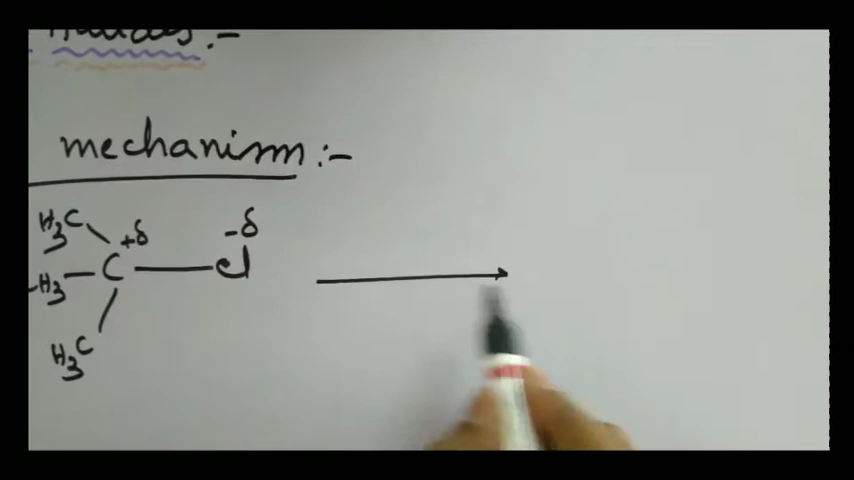 mechanism :-
H3C
+δ -δ
-H3 — C — Cl
H3C